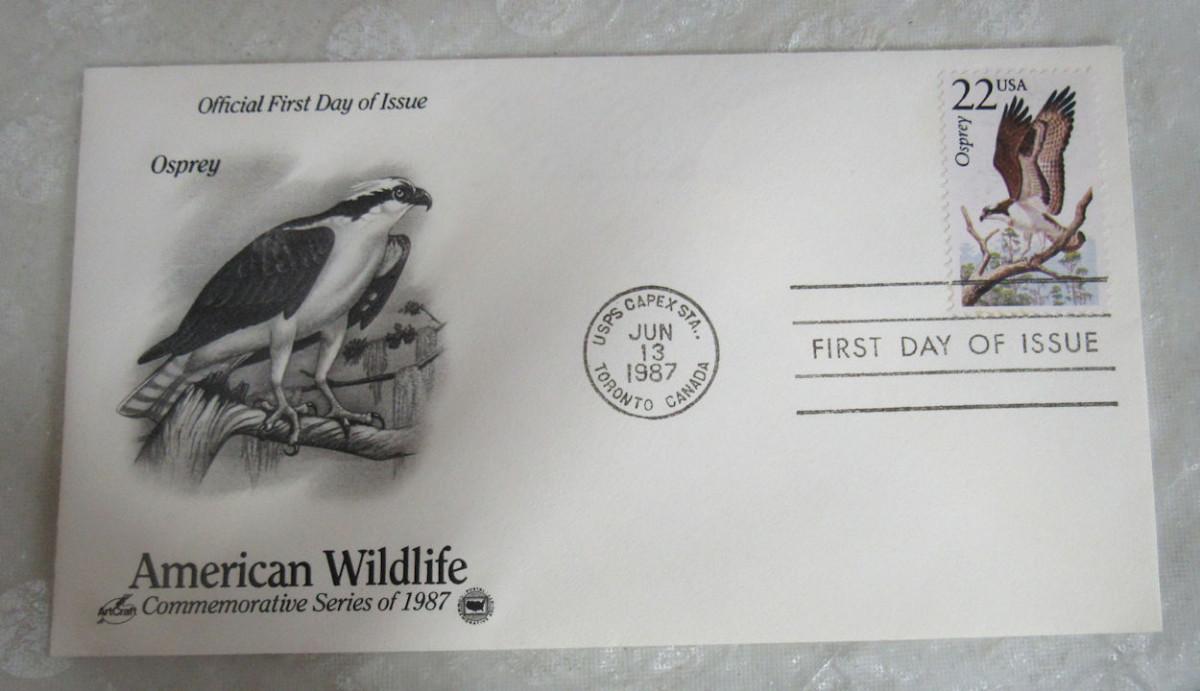 Official First Day of Issue
Osprey
American Wildlife
ArtCraft
Commemorative Series of 1987
USPS CAPEX STA..
JUN
13
1987
TORONTO CANADA
22 USA
Osprey
FIRST DAY OF ISSUE